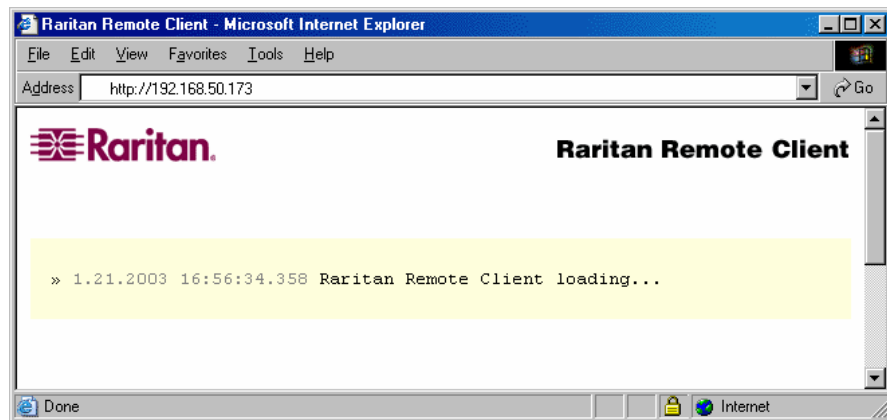 Raritan Remote Client - Microsoft Internet Explorer
File Edit View Favorites Tools Help
Address http://192.168.50.173 Go
Raritan. Raritan Remote Client
» 1.21.2003 16:56:34.358 Raritan Remote Client loading...
Done Internet